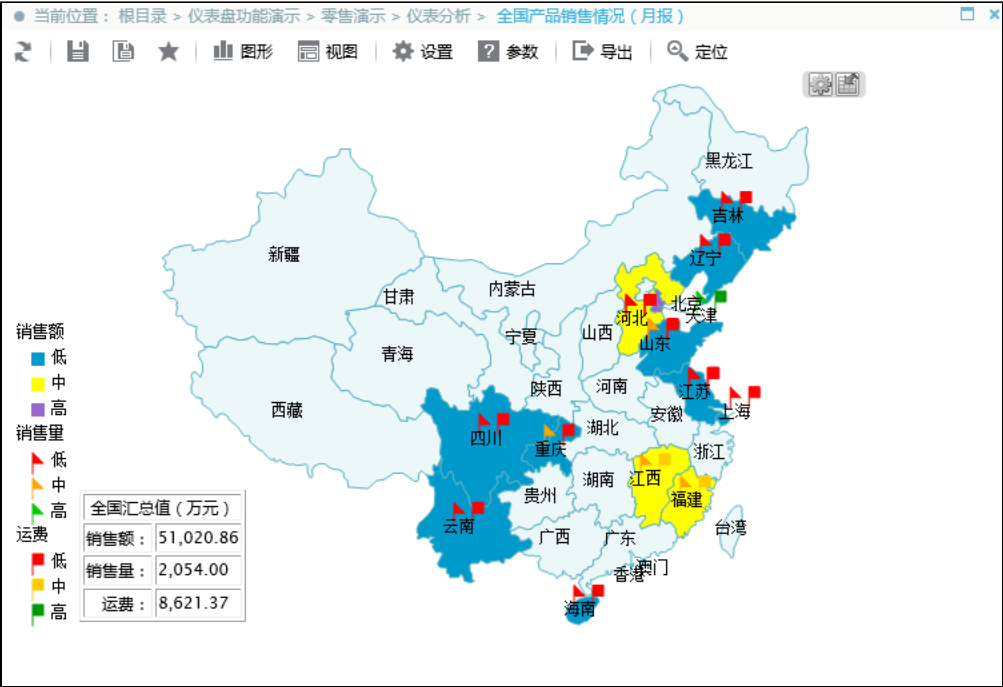 当前位置： 根目录 > 仪表盘功能演示 > 零售演示 > 仪表分析 > 全国产品销售情况（月报）
图形 视图 设置 ? 参数 导出 定位
黑龙江
吉林
辽宁
新疆
内蒙古
甘肃
北京
天津
河北
宁夏
山西
山东
青海
陕西
河南
江苏
西藏
安徽
上海
湖北
四川
重庆
浙江
湖南
江西
贵州
福建
云南
台湾
广西
广东
澳门
香港
海南
销售额
低
中
高
销售量
低
中
高
运费
低
中
高
全国汇总值（万元）
销售额： 51,020.86
销售量： 2,054.00
运费： 8,621.37